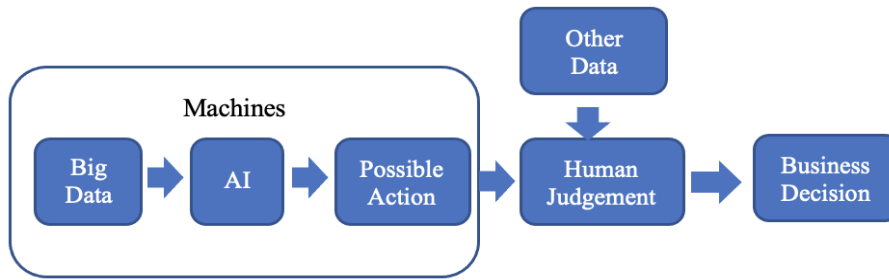 Other
Data
Machines
Big
Data
AI
Possible
Action
Human
Judgement
Business
Decision